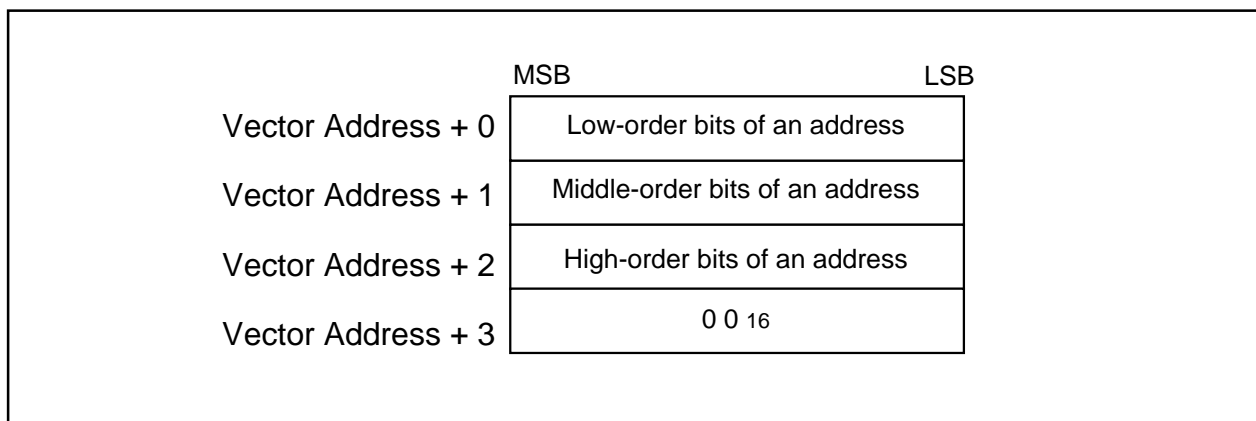 MSB LSB
Vector Address + 0 Low-order bits of an address
Vector Address + 1 Middle-order bits of an address
Vector Address + 2 High-order bits of an address
Vector Address + 3 0 0 16